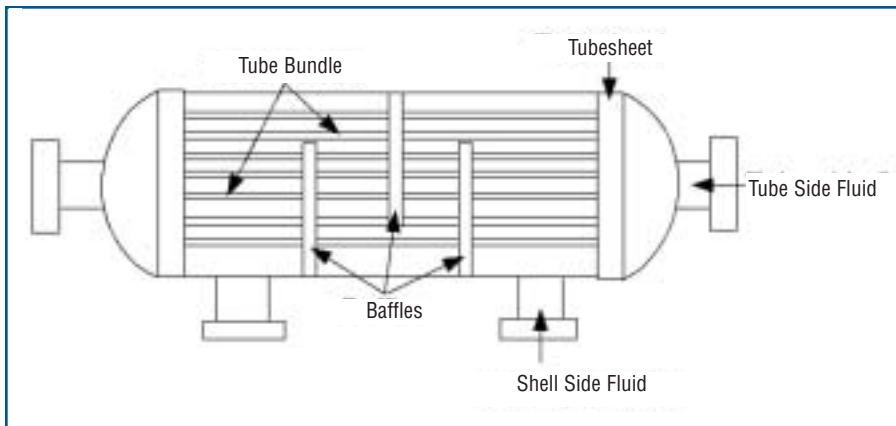 Tubesheet
Tube Bundle
Tube Side Fluid
Baffles
Shell Side Fluid